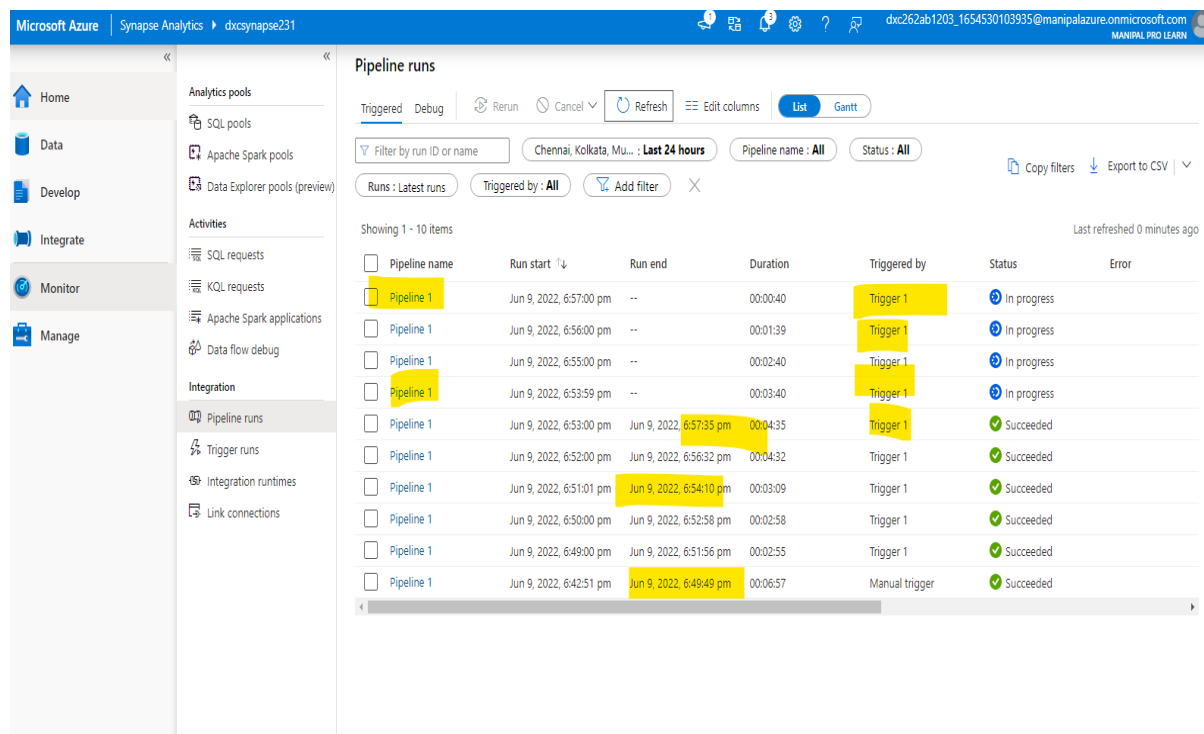 Microsoft Azure Synapse Analytics dxcsynapse231
1
3
?
dxc262ab1203_1654530103935@manipalazure.onmicrosoft.com
MANIPAL PRO LEARN
«
Home
Data
Develop
Integrate
Monitor
Manage
«
Analytics pools
SQL pools
Apache Spark pools
Data Explorer pools (preview)
Activities
SQL requests
KQL requests
Apache Spark applications
Data flow debug
Integration
Pipeline runs
Trigger runs
Integration runtimes
Link connections
Pipeline runs
Triggered Debug Rerun Cancel Refresh Edit columns List Gantt
Filter by run ID or name Chennai, Kolkata, Mu... : Last 24 hours Pipeline name : All Status : All
Copy filters Export to CSV
Runs : Latest runs Triggered by : All Add filter
Showing 1 - 10 items Last refreshed 0 minutes ago
Pipeline name Run start ↑↓ Run end Duration Triggered by Status Error
Pipeline 1 Jun 9, 2022, 6:57:00 pm -- 00:00:40 Trigger 1 In progress
Pipeline 1 Jun 9, 2022, 6:56:00 pm -- 00:01:39 Trigger 1 In progress
Pipeline 1 Jun 9, 2022, 6:55:00 pm -- 00:02:40 Trigger 1 In progress
Pipeline 1 Jun 9, 2022, 6:53:59 pm -- 00:03:40 Trigger 1 In progress
Pipeline 1 Jun 9, 2022, 6:53:00 pm Jun 9, 2022, 6:57:35 pm 00:04:35 Trigger 1 Succeeded
Pipeline 1 Jun 9, 2022, 6:52:00 pm Jun 9, 2022, 6:56:32 pm 00:04:32 Trigger 1 Succeeded
Pipeline 1 Jun 9, 2022, 6:51:01 pm Jun 9, 2022, 6:54:10 pm 00:03:09 Trigger 1 Succeeded
Pipeline 1 Jun 9, 2022, 6:50:00 pm Jun 9, 2022, 6:52:58 pm 00:02:58 Trigger 1 Succeeded
Pipeline 1 Jun 9, 2022, 6:49:00 pm Jun 9, 2022, 6:51:56 pm 00:02:55 Trigger 1 Succeeded
Pipeline 1 Jun 9, 2022, 6:42:51 pm Jun 9, 2022, 6:49:49 pm 00:06:57 Manual trigger Succeeded